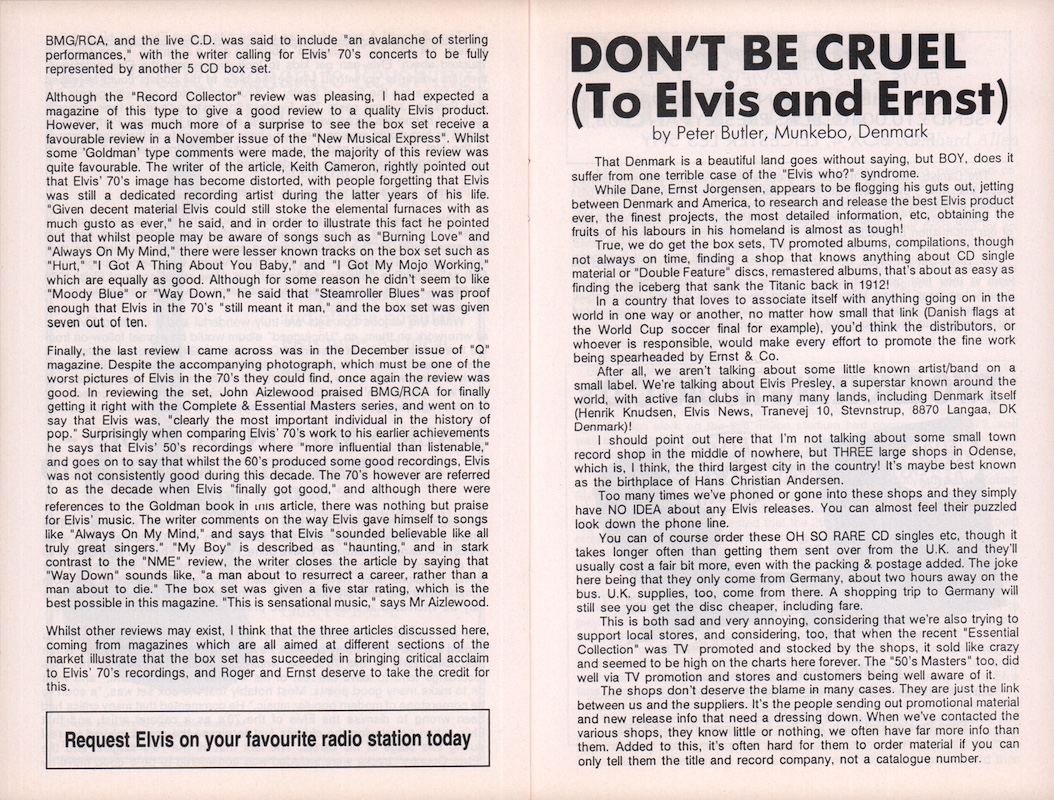 BMG/RCA, and the live C.D. was said to include "an avalanche of sterling
performances," with the writer calling for Elvis' 70's concerts to be fully
represented by another 5 CD box set.
Although the "Record Collector" review was pleasing, I had expected a
magazine of this type to give a good review to a quality Elvis product.
However, it was much more of a surprise to see the box set receive a
favourable review in a November issue of the "New Musical Express". Whilst
some 'Goldman' type comments were made, the majority of this review was
quite favourable. The writer of the article, Keith Cameron, rightly pointed out
that Elvis' 70's image has become distorted, with people forgetting that Elvis
was still a dedicated recording artist during the latter years of his life.
"Given decent material Elvis could still stoke the elemental furnaces with as
much gusto as ever," he said, and in order to illustrate this fact he pointed
out that whilst people may be aware of songs such as "Burning Love" and
"Always On My Mind," there were lesser known tracks on the box set such as
"Hurt," "I Got A Thing About You Baby," and "I Got My Mojo Working,"
which are equally as good. Although for some reason he didn't seem to like
"Moody Blue" or "Way Down," he said that "Steamroller Blues" was proof
enough that Elvis in the 70's "still meant it man," and the box set was given
seven out of ten.
Finally, the last review I came across was in the December issue of "Q"
magazine. Despite the accompanying photograph, which must be one of the
worst pictures of Elvis in the 70's they could find, once again the review was
good. In reviewing the set, John Aizlewood praised BMG/RCA for finally
getting it right with the Complete & Essential Masters series, and went on to
say that Elvis was, "clearly the most important individual in the history of
pop." Surprisingly when comparing Elvis' 70's work to his earlier achievements
he says that Elvis' 50's recordings where "more influential than listenable,"
and goes on to say that whilst the 60's produced some good recordings, Elvis
was not consistently good during this decade. The 70's however are referred
to as the decade when Elvis "finally got good," and although there were
references to the Goldman book in this article, there was nothing but praise
for Elvis' music. The writer comments on the way Elvis gave himself to songs
like "Always On My Mind," and says that Elvis "sounded believable like all
truly great singers." "My Boy" is described as "haunting," and in stark
contrast to the "NME" review, the writer closes the article by saying that
"Way Down" sounds like, "a man about to resurrect a career, rather than a
man about to die." The box set was given a five star rating, which is the
best possible in this magazine. "This is sensational music," says Mr Aizlewood.
Whilst other reviews may exist, I think that the three articles discussed here,
coming from magazines which are all aimed at different sections of the
market illustrate that the box set has succeeded in bringing critical acclaim
to Elvis' 70's recordings, and Roger and Ernst deserve to take the credit for
this.
Request Elvis on your favourite radio station today
DON'T BE CRUEL
(To Elvis and Ernst)
by Peter Butler, Munkebo, Denmark
That Denmark is a beautiful land goes without saying, but BOY, does it
suffer from one terrible case of the "Elvis who?" syndrome.
While Dane, Ernst Jorgensen, appears to be flogging his guts out, jetting
between Denmark and America, to research and release the best Elvis product
ever, the finest projects, the most detailed information, etc, obtaining the
fruits of his labours in his homeland is almost as tough!
True, we do get the box sets, TV promoted albums, compilations, though
not always on time, finding a shop that knows anything about CD single
material or "Double Feature" discs, remastered albums, that's about as easy as
finding the iceberg that sank the Titanic back in 1912!
In a country that loves to associate itself with anything going on in the
world in one way or another, no matter how small that link (Danish flags at
the World Cup soccer final for example), you'd think the distributors, or
whoever is responsible, would make every effort to promote the fine work
being spearheaded by Ernst & Co.
After all, we aren't talking about some little known artist/band on a
small label. We're talking about Elvis Presley, a superstar known around the
world, with active fan clubs in many many lands, including Denmark itself
(Henrik Knudsen, Elvis News, Tranevej 10, Stevnstrup, 8870 Langaa, DK
Denmark)!
I should point out here that I'm not talking about some small town
record shop in the middle of nowhere, but THREE large shops in Odense,
which is, I think, the third largest city in the country! It's maybe best known
as the birthplace of Hans Christian Andersen.
Too many times we've phoned or gone into these shops and they simply
have NO IDEA about any Elvis releases. You can almost feel their puzzled
look down the phone line.
You can of course order these OH SO RARE CD singles etc, though it
takes longer often than getting them sent over from the U.K. and they'll
usually cost a fair bit more, even with the packing & postage added. The joke
here being that they only come from Germany, about two hours away on the
bus. U.K. supplies, too, come from there. A shopping trip to Germany will
still see you get the disc cheaper, including fare.
This is both sad and very annoying, considering that we're also trying to
support local stores, and considering, too, that when the recent "Essential
Collection" was TV promoted and stocked by the shops, it sold like crazy
and seemed to be high on the charts here forever. The "50's Masters" too, did
well via TV promotion and stores and customers being well aware of it.
The shops don't deserve the blame in many cases. They are just the link
between us and the suppliers. It's the people sending out promotional material
and new release info that need a dressing down. When we've contacted the
various shops, they know little or nothing, we often have far more info than
them. Added to this, it's often hard for them to order material if you can
only tell them the title and record company, not a catalogue number.